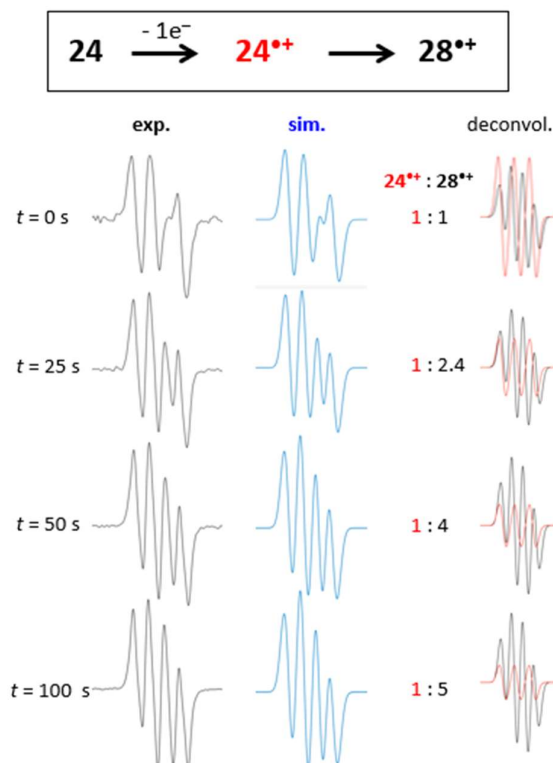 24 - 1e⁻ 24•+ 28•+
exp. sim. deconvol.
24•+ : 28•+
t = 0 s 1 : 1
t = 25 s 1 : 2.4
t = 50 s 1 : 4
t = 100 s 1 : 5